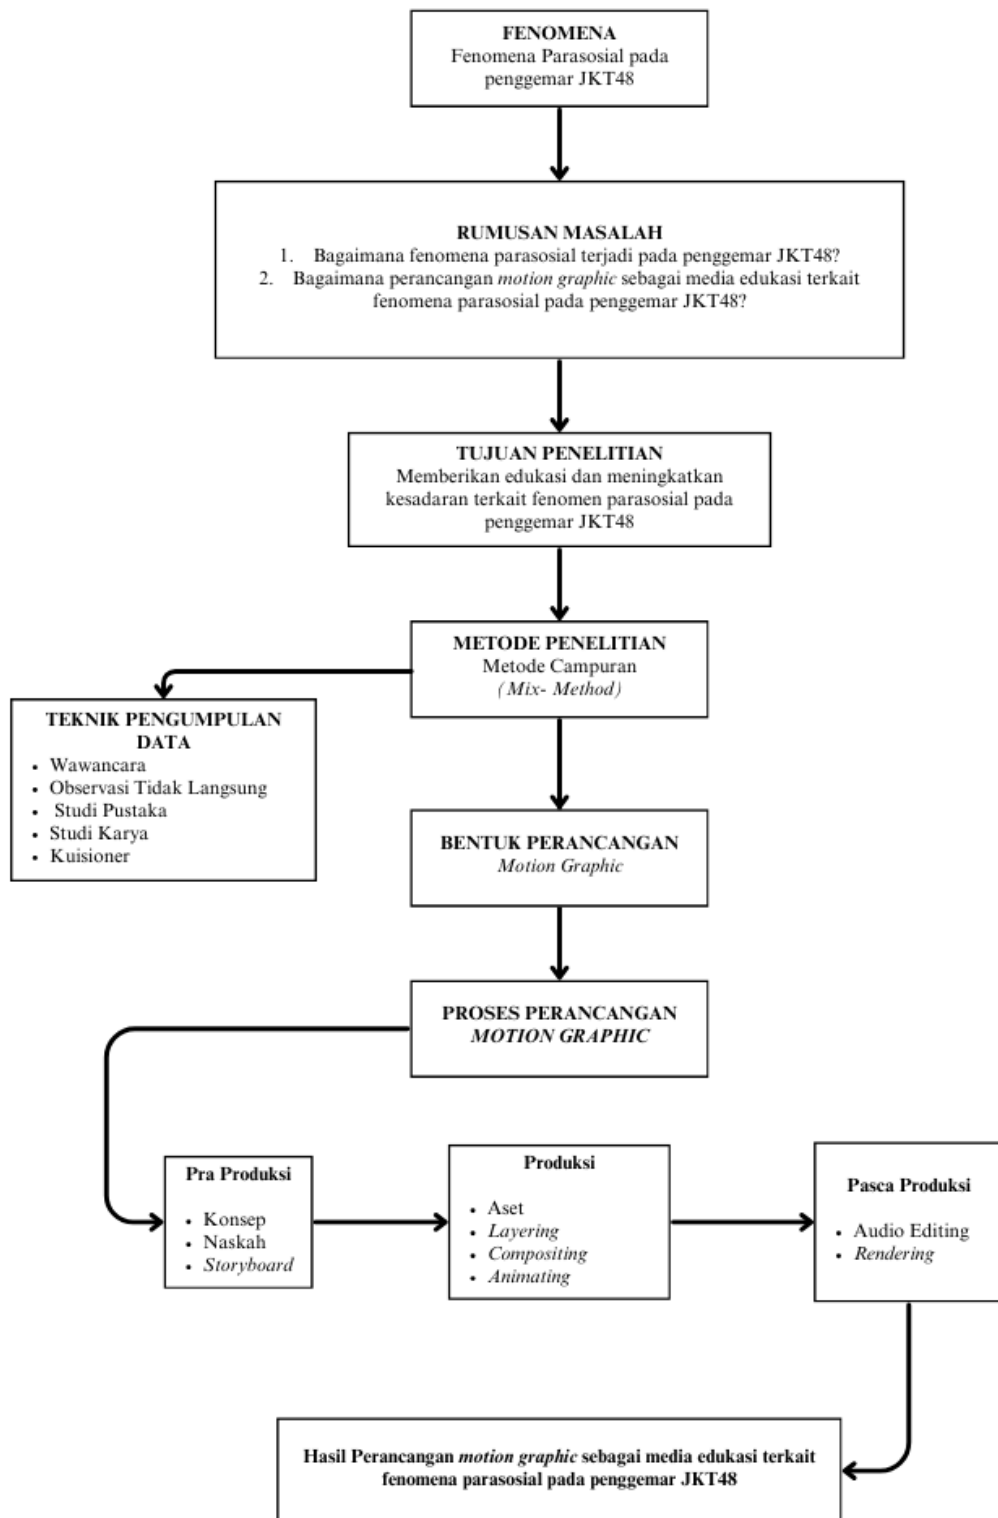 FENOMENA
Fenomena Parasosial pada
penggemar JKT48
RUMUSAN MASALAH
1. Bagaimana fenomena parasosial terjadi pada penggemar JKT48?
2. Bagaimana perancangan motion graphic sebagai media edukasi terkait
fenomena parasosial pada penggemar JKT48?
TUJUAN PENELITIAN
Memberikan edukasi dan meningkatkan
kesadaran terkait fenomen parasosial pada
penggemar JKT48
METODE PENELITIAN
Metode Campuran
(Mix- Method)
TEKNIK PENGUMPULAN
DATA
• Wawancara
• Observasi Tidak Langsung
• Studi Pustaka
• Studi Karya
• Kuisioner
BENTUK PERANCANGAN
Motion Graphic
PROSES PERANCANGAN
MOTION GRAPHIC
Pra Produksi
• Konsep
• Naskah
• Storyboard
Produksi
• Aset
• Layering
• Compositing
• Animating
Pasca Produksi
• Audio Editing
• Rendering
Hasil Perancangan motion graphic sebagai media edukasi terkait
fenomena parasosial pada penggemar JKT48